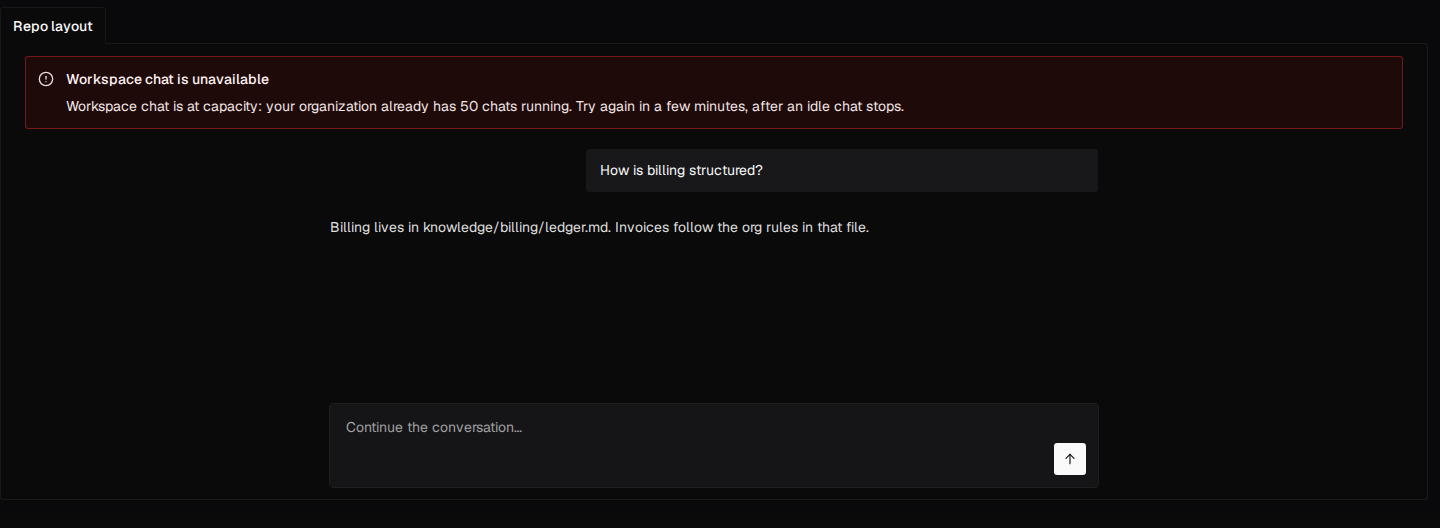 Repo layout
Workspace chat is unavailable
Workspace chat is at capacity: your organization already has 50 chats running. Try again in a few minutes, after an idle chat stops.
How is billing structured?
Billing lives in knowledge/billing/ledger.md. Invoices follow the org rules in that file.
Continue the conversation...